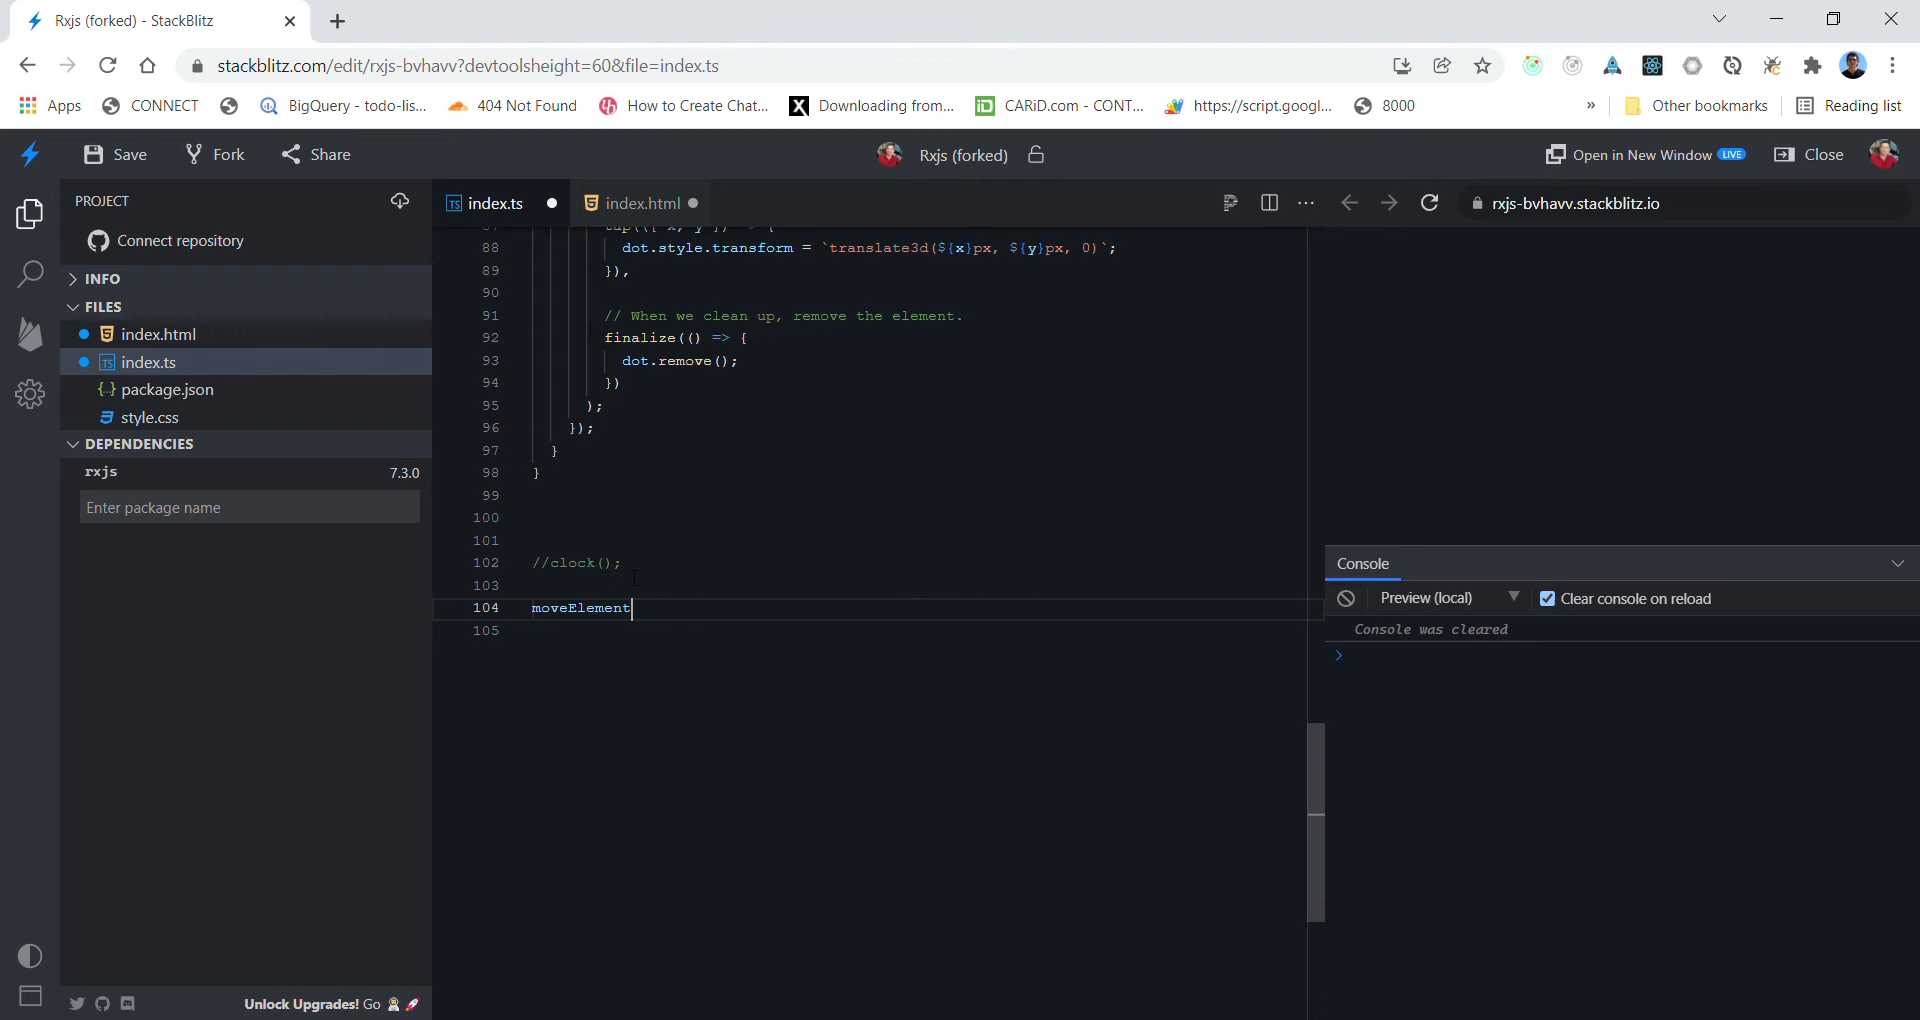 Rxjs (forked) - StackBlitz
stackblitz.com/edit/rxjs-bvhavv?devtoolsheight=60&file=index.ts
Apps CONNECT BigQuery - todo-lis... 404 Not Found How to Create Chat... Downloading from... CARiD.com - CONT... https://script.googl... 8000 » Other bookmarks Reading list
Save Fork Share Rxjs (forked) Open in New Window LIVE Close
PROJECT
Connect repository
INFO
FILES
index.html
index.ts
package.json
style.css
DEPENDENCIES
rxjs 7.3.0
Enter package name
Unlock Upgrades! Go
index.ts index.html
88 dot.style.transform = `translate3d(${x}px, ${y}px, 0)`;
89 }),
90
91 // When we clean up, remove the element.
92 finalize(() => {
93 dot.remove();
94 })
95 );
96 });
97 }
98 }
99
100
101
102 //clock();
103
104 moveElement
105
rxjs-bvhavv.stackblitz.io
Console
Preview (local) Clear console on reload
Console was cleared
>